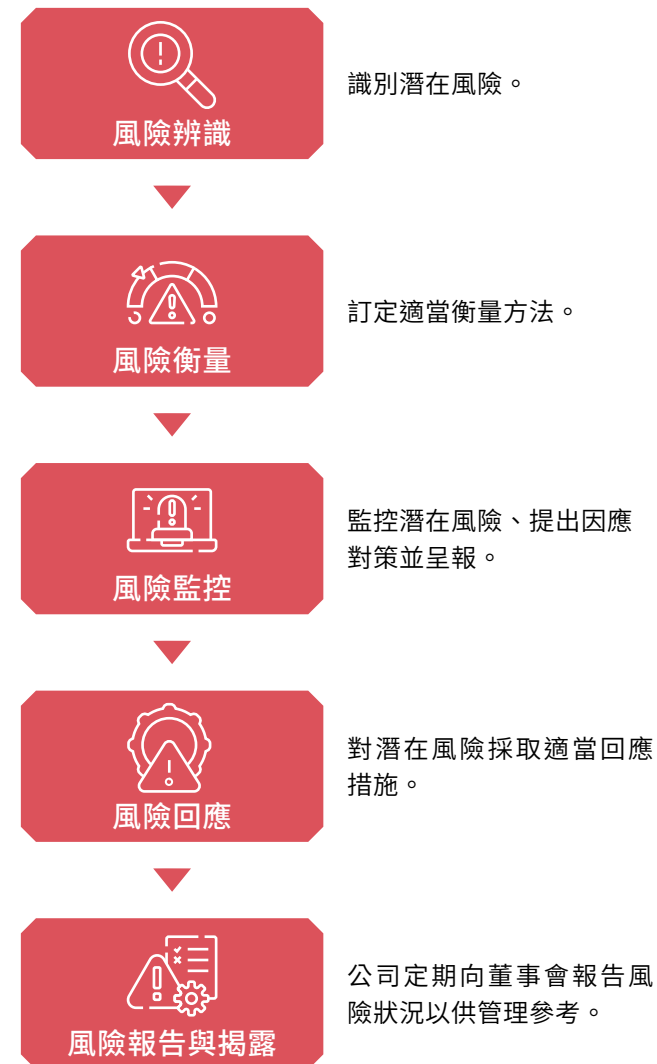 風險辨識
識別潛在風險。
風險衡量
訂定適當衡量方法。
風險監控
監控潛在風險、提出因應
對策並呈報。
風險回應
對潛在風險採取適當回應
措施。
風險報告與揭露
公司定期向董事會報告風
險狀況以供管理參考。